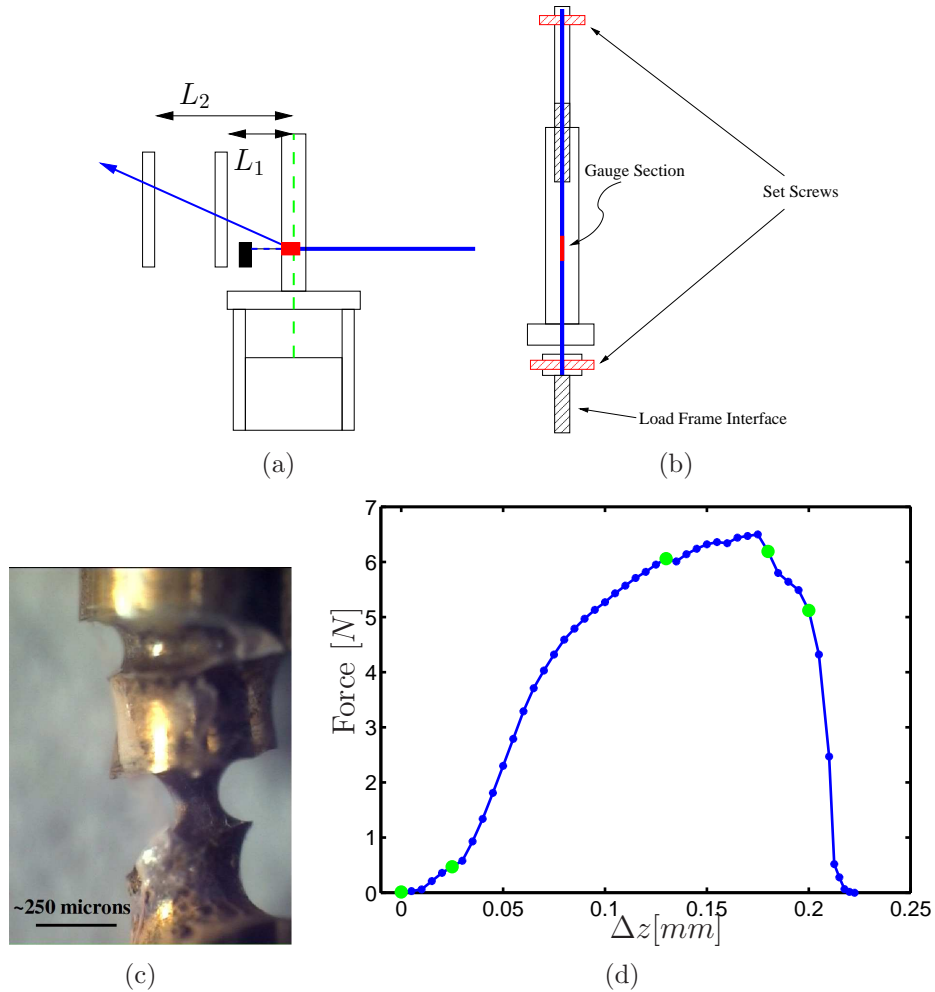 L2
L1
(a)
Gauge Section
Set Screws
Load Frame Interface
(b)
~250 microns
(c)
7
6
5
4
3
2
1
0
Force [N]
0
0.05
0.1
0.15
0.2
0.25
Δz[mm]
(d)